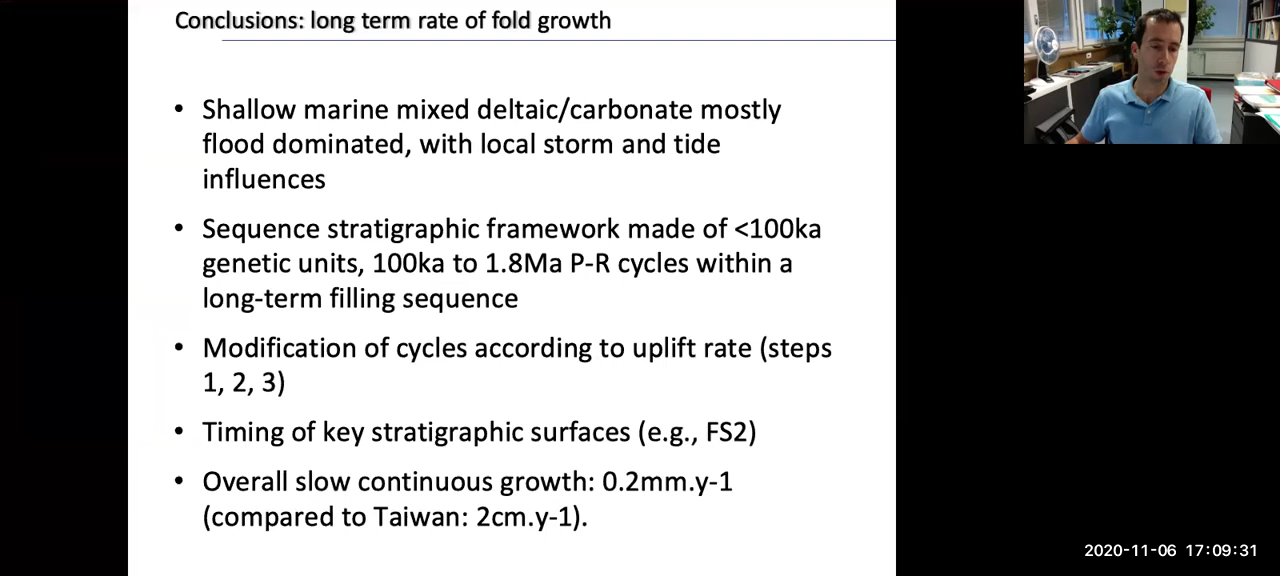 Conclusions: long term rate of fold growth
• Shallow marine mixed deltaic/carbonate mostly
flood dominated, with local storm and tide
influences
• Sequence stratigraphic framework made of <100ka
genetic units, 100ka to 1.8Ma P-R cycles within a
long-term filling sequence
• Modification of cycles according to uplift rate (steps
1, 2, 3)
• Timing of key stratigraphic surfaces (e.g., FS2)
• Overall slow continuous growth: 0.2mm.y-1
(compared to Taiwan: 2cm.y-1).
2020-11-06 17:09:31